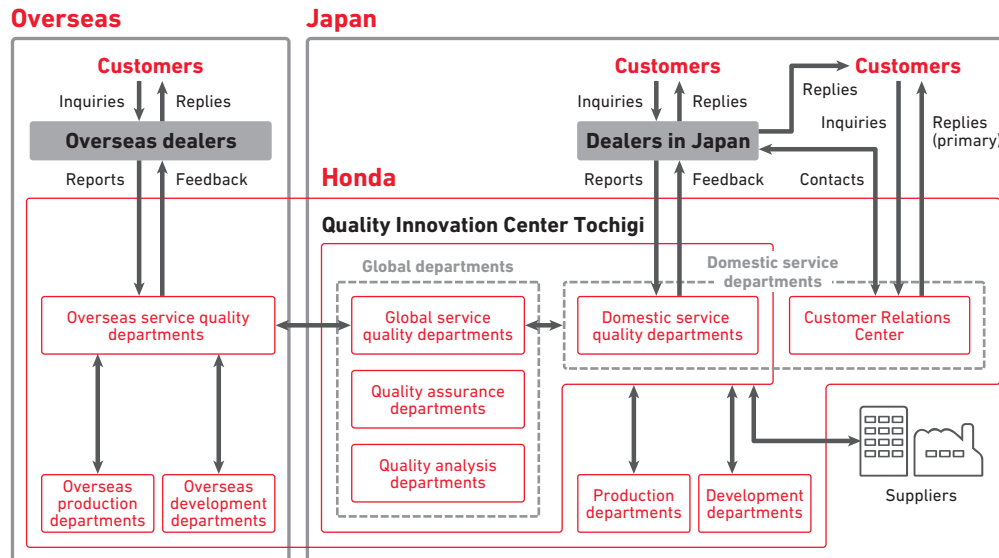 Overseas
Japan
Customers
Customers
Customers
Inquiries
Replies
Inquiries
Replies
Replies
Inquiries
Replies
(primary)
Overseas dealers
Dealers in Japan
Reports
Feedback
Honda
Reports
Feedback
Contacts
Quality Innovation Center Tochigi
Global departments
Domestic service
departments
Overseas service quality
departments
Global service
quality departments
Domestic service
quality departments
Customer Relations
Center
Quality assurance
departments
Quality analysis
departments
Overseas
production
departments
Overseas
development
departments
Production
departments
Development
departments
Suppliers